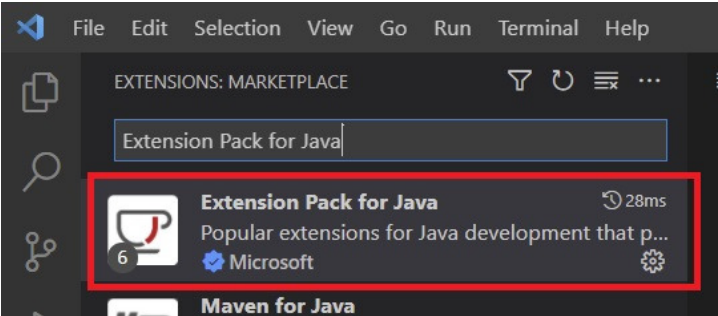 File Edit Selection View Go Run Terminal Help
EXTENSIONS: MARKETPLACE
Extension Pack for Java
Extension Pack for Java 28ms
Popular extensions for Java development that p...
6
Microsoft
Maven for Java